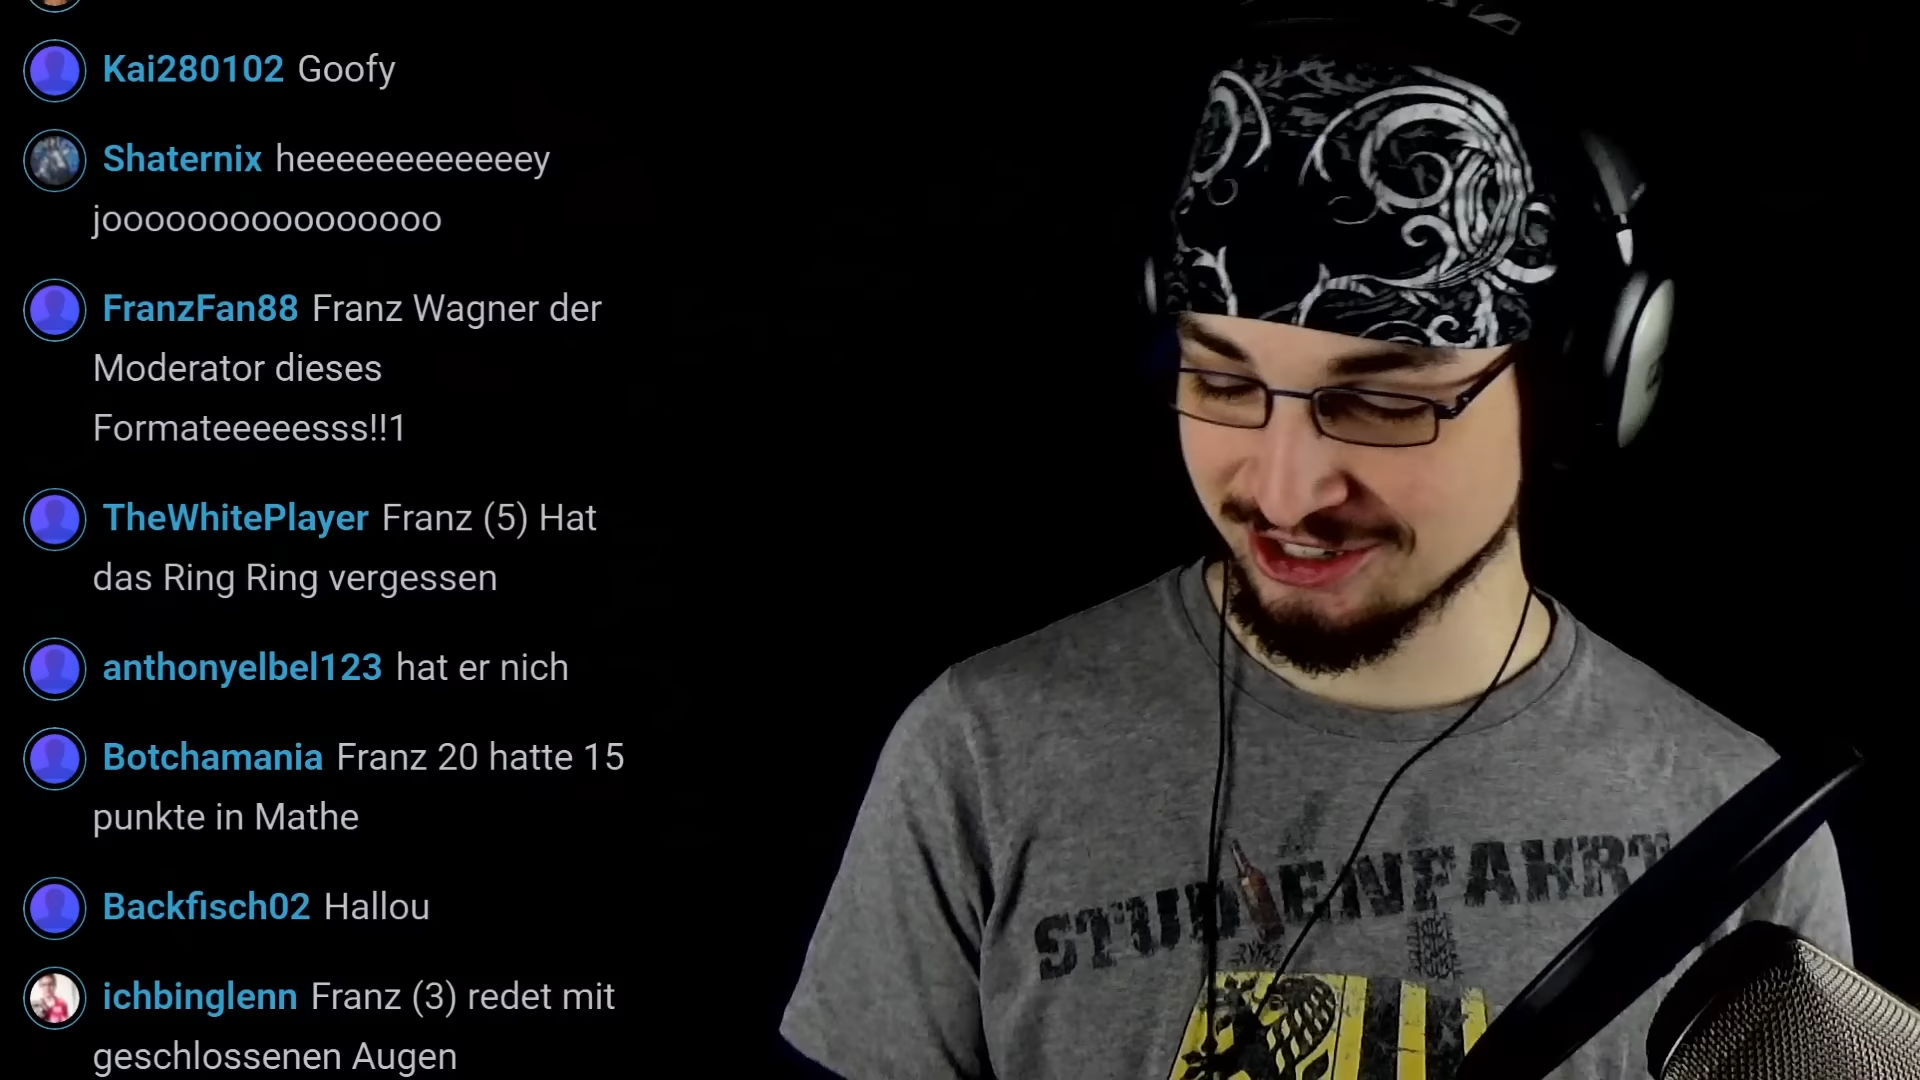 Kai280102 Goofy
Shaternix heeeeeeeeeeeey
joooooooooooooooo
FranzFan88 Franz Wagner der
Moderator dieses
Formateeeeesss!!1
TheWhitePlayer Franz (5) Hat
das Ring Ring vergessen
anthonyelbel123 hat er nich
Botchamania Franz 20 hatte 15
punkte in Mathe
Backfisch02 Hallou
ichbinglenn Franz (3) redet mit
geschlossenen Augen
STUDIENFAHRT